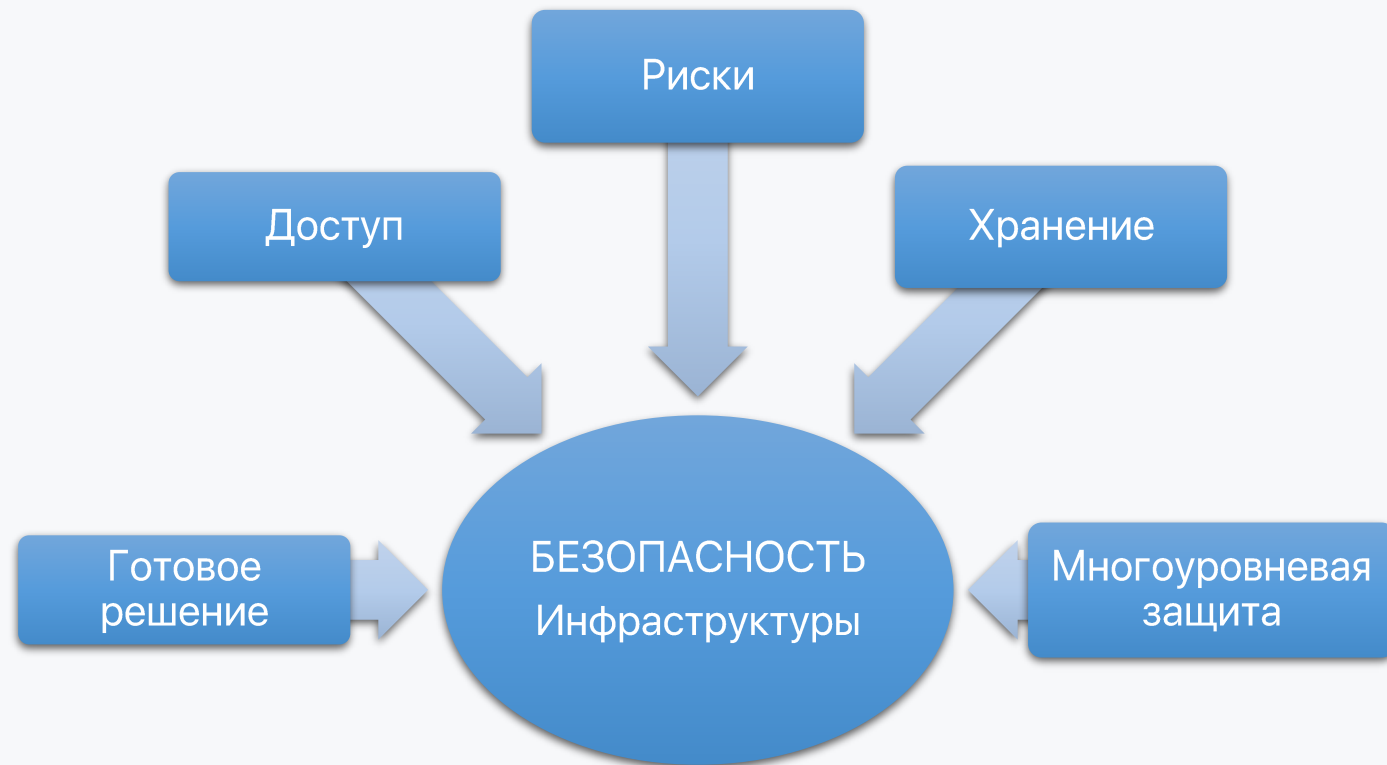 Риски
Доступ
Хранение
Готовое
решение
БЕЗОПАСНОСТЬ
Инфраструктуры
Многоуровневая
защита